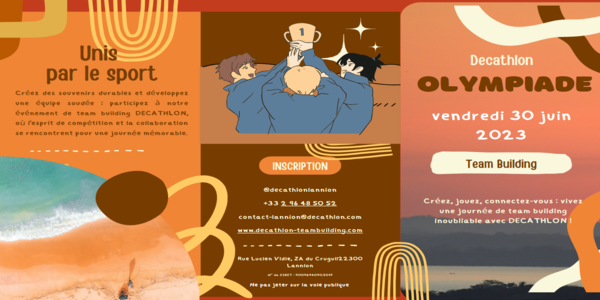 Unis
par le sport
Créez des souvenirs durables et développez
une équipe soudée : participez à notre
événement de team building DECATHLON,
où l'esprit de compétition et la collaboration
se rencontrent pour une journée mémorable.
1
INSCRIPTION
@decathlonlannion
+33 2 96 48 50 52
contact-lannion@decathlon.com
www.decathlon-teambvilding.com
Rue Lucien Vidie, ZA du Cruguil22.300
Lannion
Ne pas jeter sur la voie publique
Decathlon
OLYMPIADE
vendredi 30 juin
2023
Team Building
Créez, jouez, connectez-vous : vivez
une journée de team building
inoubliable avec DECATHLON !